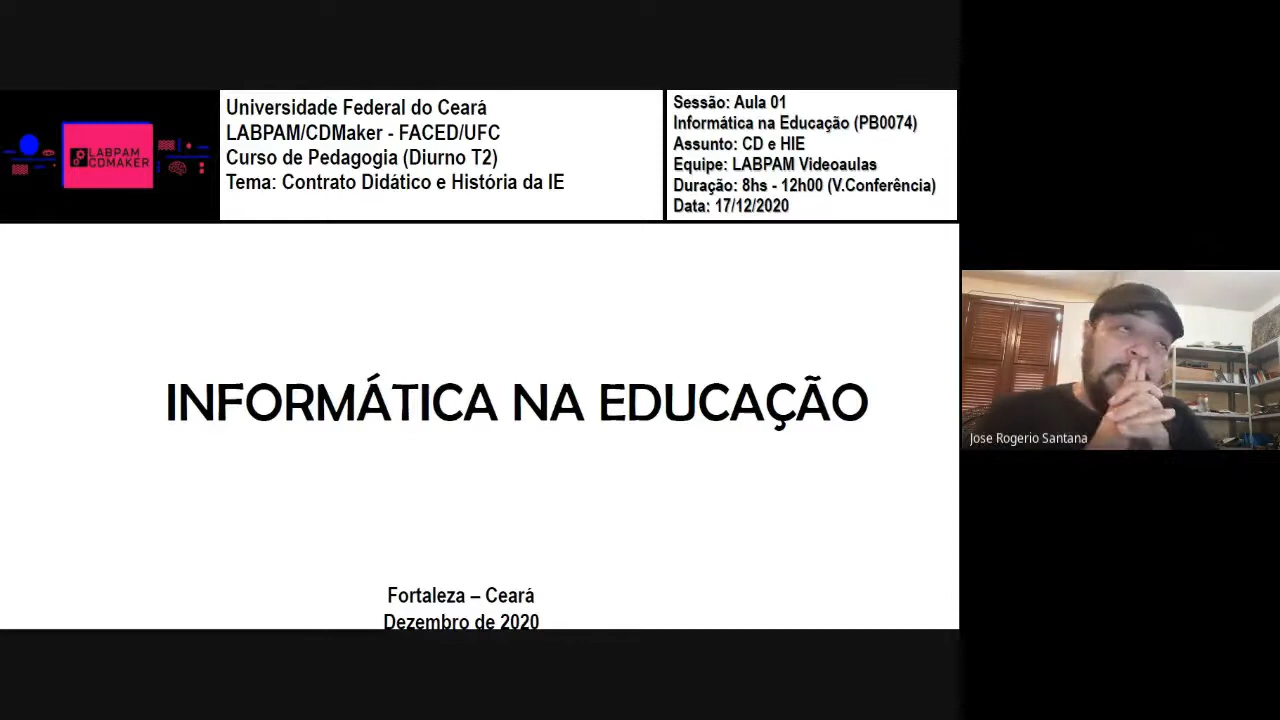 LABPAM
CDMAKER
Universidade Federal do Ceará
LABPAM/CDMaker - FACED/UFC
Curso de Pedagogia (Diurno T2)
Tema: Contrato Didático e História da IE
Sessão: Aula 01
Informática na Educação (PB0074)
Assunto: CD e HIE
Equipe: LABPAM Videoaulas
Duração: 8hs - 12h00 (V.Conferência)
Data: 17/12/2020
INFORMÁTICA NA EDUCAÇÃO
Jose Rogerio Santana
Fortaleza – Ceará
Dezembro de 2020